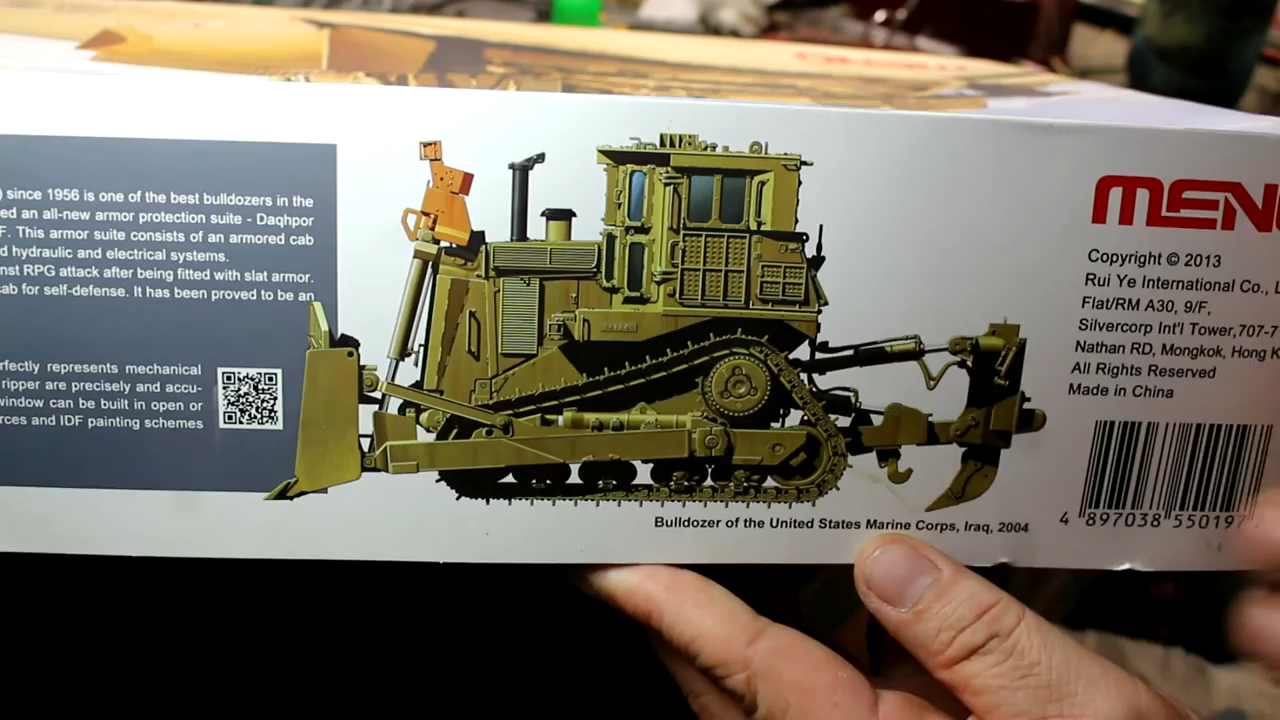 ) since 1956 is one of the best bulldozers in the
ed an all-new armor protection suite - Daqhpor
F. This armor suite consists of an armored cab
d hydraulic and electrical systems.
nst RPG attack after being fitted with slat armor.
cab for self-defense. It has been proved to be an
rfectly represents mechanical
ripper are precisely and accu-
window can be built in open or
rces and IDF painting schemes
Bulldozer of the United States Marine Corps, Iraq, 2004
MEN
Copyright © 2013
Rui Ye International Co., L
Flat/RM A30, 9/F,
Silvercorp Int'l Tower,707-7
Nathan RD, Mongkok, Hong K
All Rights Reserved
Made in China
4 897038 550197